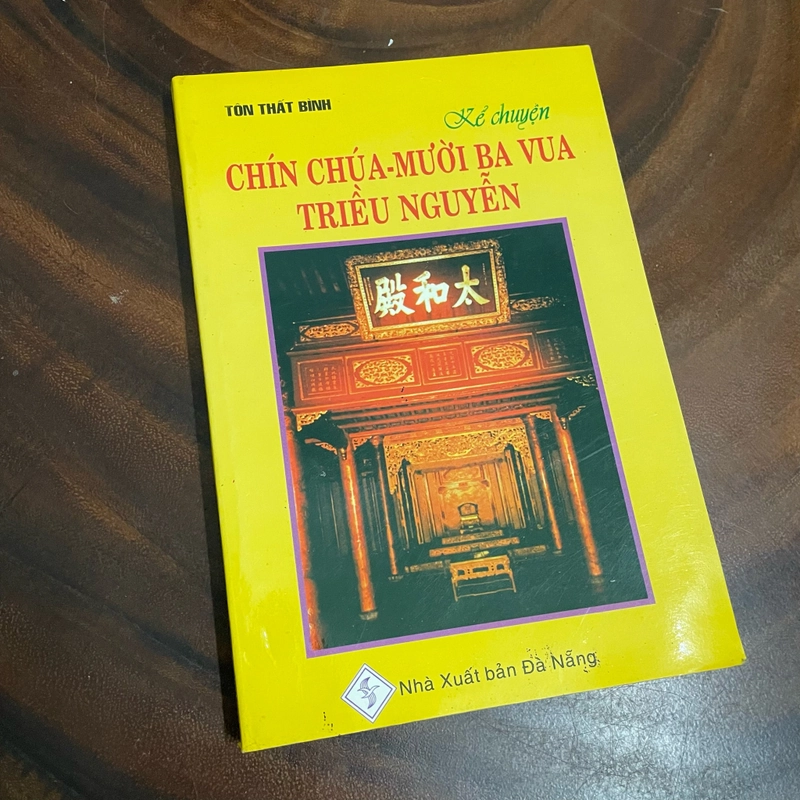 TÔN THẤT BÌNH
Kể chuyện
CHÍN CHÚA-MƯỜI BA VUA
TRIỀU NGUYỄN
殿和太
Nhà Xuất bản Đà Nẵng